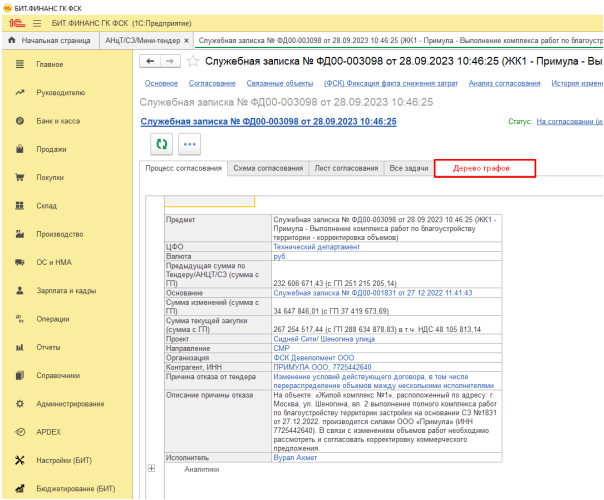 БИТ.ФИНАНС ГК ФСК
БИТ.ФИНАНС ГК ФСК (1С:Предприятие)
Начальная страница
АНцТ/СЗ/Мини-тендер ×
Служебная записка № ФД00-003098 от 28.09.2023 10:46:25 (ЖК1 - Примула - Выполнение комплекса работ по благоустр
Главное
Руководителю
Банк и касса
Продажи
Покупки
Склад
Производство
ОС и НМА
Зарплата и кадры
Операции
Отчеты
Справочники
Администрирование
APDEX
Настройки (БИТ)
Бюджетирование (БИТ)
Служебная записка № ФД00-003098 от 28.09.2023 10:46:25 (ЖК1 - Примула - Вы
Основное Согласование Связанные объекты (ФСК) Фиксация факта снижения затрат Анализ согласования История измен
Служебная записка № ФД00-003098 от 28.09.2023 10:46:25
Служебная записка № ФД00-003098 от 28.09.2023 10:46:25
Статус: На согласовании (и
Процесс согласования Схема согласования Лист согласования Все задачи Дерево графов
Предмет
Служебная записка № ФД00-003098 от 28.09.2023 10:46:25 (ЖК1 -
Примула - Выполнение комплекса работ по благоустройству
территории - корректировка объемов)
ЦФО
Технический департамент
Валюта
руб.
Предыдущая сумма по
Тендеру/АНЦТ/СЗ (сумма с
ГП)
232 606 671,43 (с ГП 251 215 205,14)
Основание
Служебная записка № ФД00-001831 от 27.12.2022 11:41:43
Сумма изменений (сумма с
ГП)
34 647 846,01 (с ГП 37 419 673,69)
Сумма текущей закупки
(сумма с ГП)
267 254 517,44 (с ГП 288 634 878,83) в т.ч. НДС 48 105 813,14
Проект
Сидней Сити/ Шеногина улица
Направление
СМР
Организация
ФСК Девелопмент ООО
Контрагент, ИНН
ПРИМУЛА ООО, 7725442640
Причина отказа от тендера
Изменение условий действующего договора, в том числе
перераспределение объемов между несколькими исполнителями
Описание причины отказа
На объекте: «Жилой комплекс №1», расположенный по адресу: г.
Москва, ул. Шеногина, вл. 2 выполнение полного комплекса работ
по благоустройству территории застройки на основании СЗ №1831
от 27.12.2022. производится силами ООО «Примула» (ИНН
7725442640). В связи с изменением объемов работ необходимо
рассмотреть и согласовать корректировку коммерческого
предложения.
Исполнитель
Вурал Ахмет
Аналитики